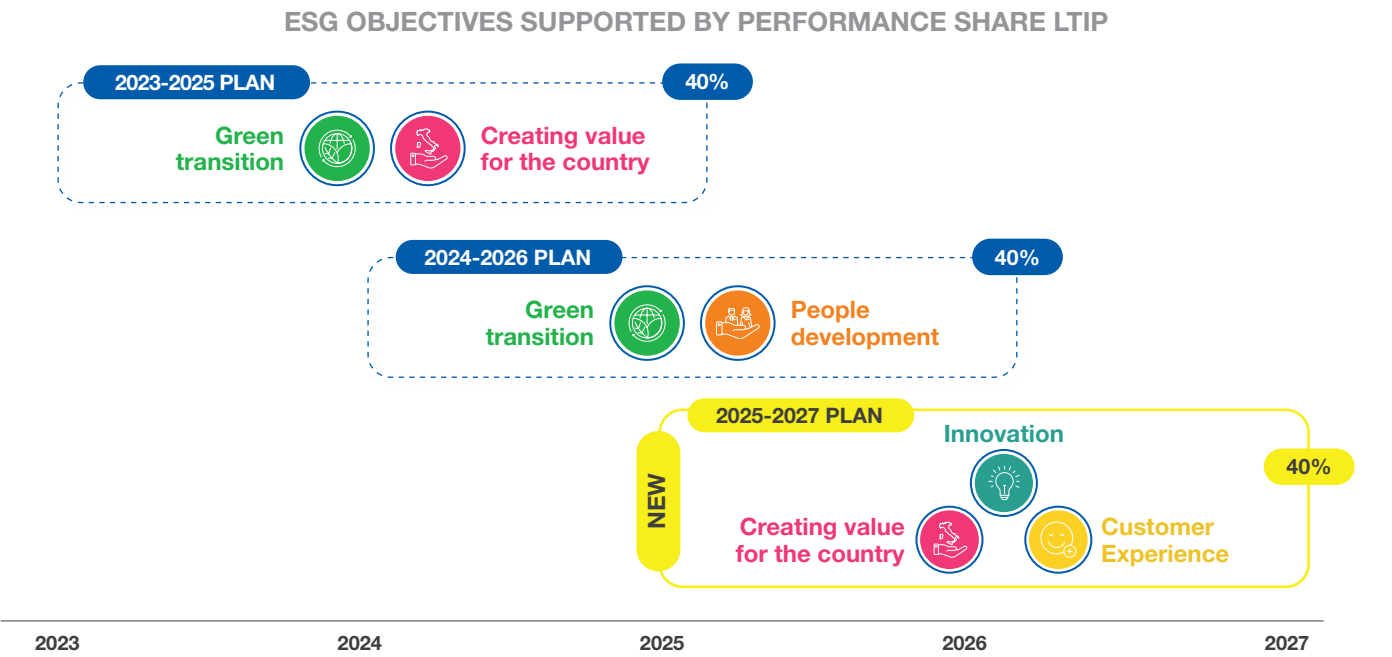 ESG OBJECTIVES SUPPORTED BY PERFORMANCE SHARE LTIP
2023-2025 PLAN
40%
Green
transition
Creating value
for the country
2024-2026 PLAN
40%
Green
transition
People
development
2025-2027 PLAN
NEW
Innovation
40%
Creating value
for the country
Customer
Experience
2023
2024
2025
2026
2027